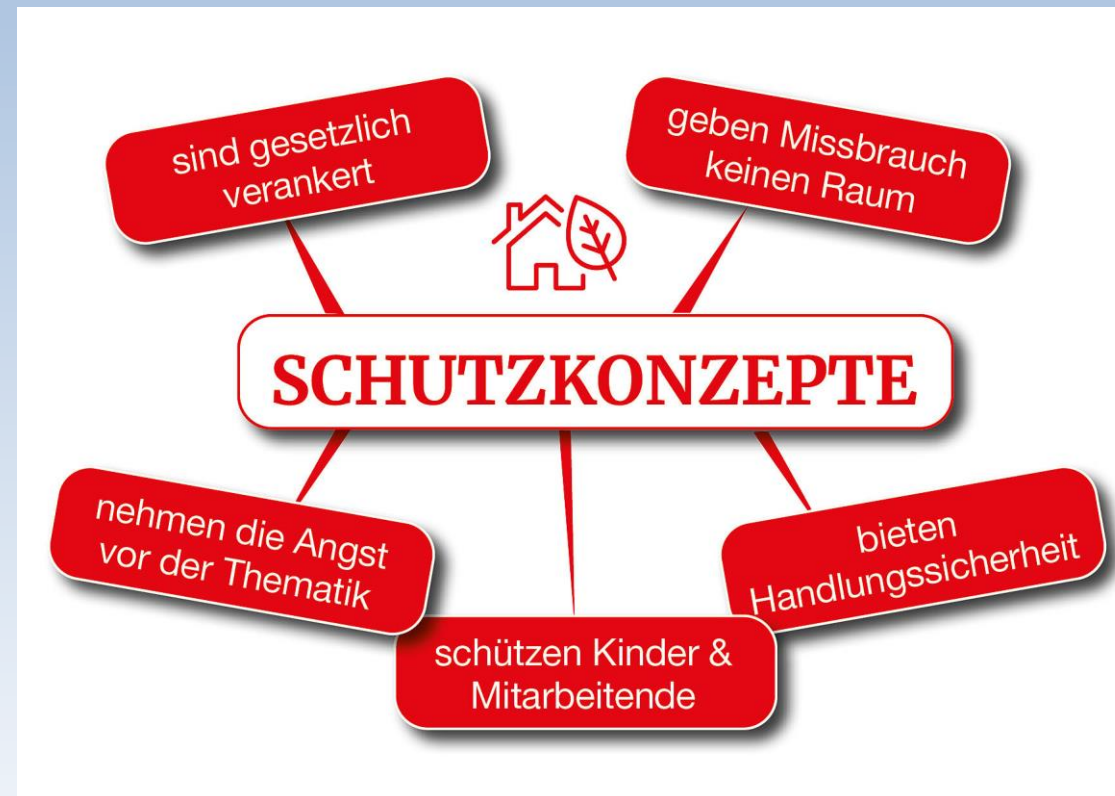 sind gesetzlich
verankert
geben Missbrauch
keinen Raum
SCHUTZKONZEPTE
nehmen die Angst
vor der Thematik
schützen Kinder &
Mitarbeitende
bieten
Handlungssicherheit